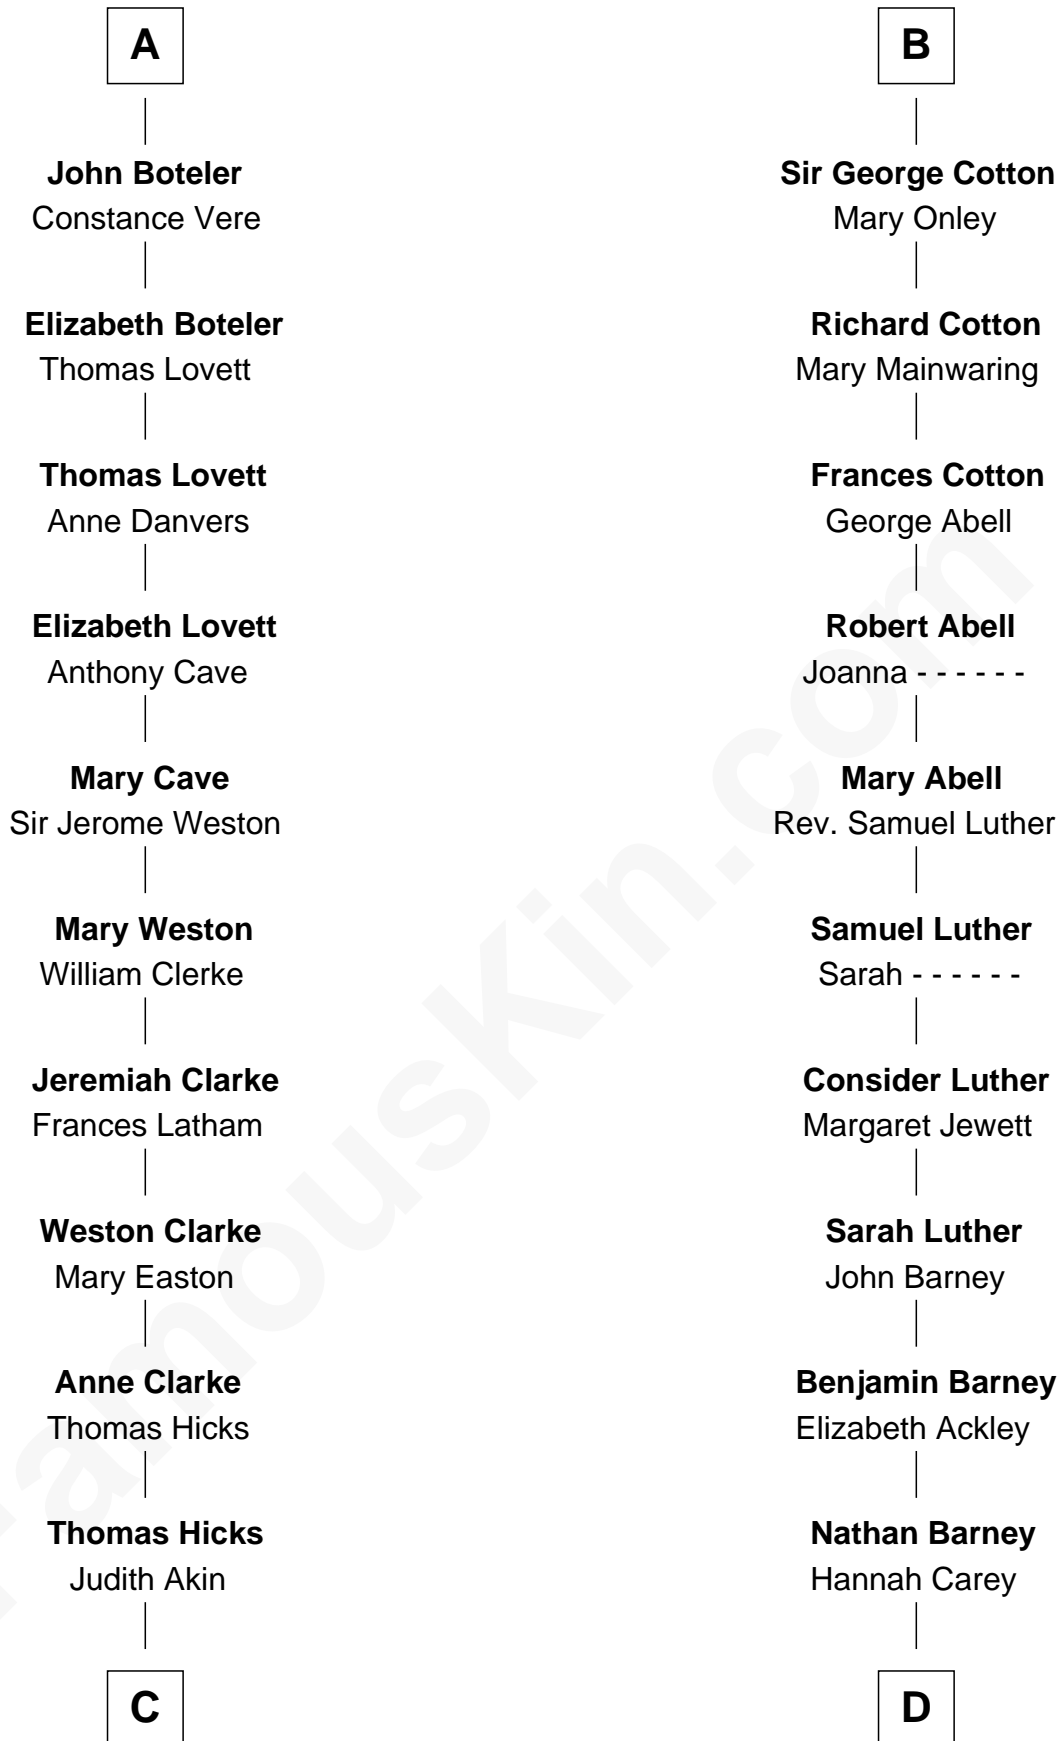 A
John Boteler
Constance Vere
Elizabeth Boteler
Thomas Lovett
Thomas Lovett
Anne Danvers
Elizabeth Lovett
Anthony Cave
Mary Cave
Sir Jerome Weston
Mary Weston
William Clerke
Jeremiah Clarke
Frances Latham
Weston Clarke
Mary Easton
Anne Clarke
Thomas Hicks
Thomas Hicks
Judith Akin
C
B
Sir George Cotton
Mary Onley
Richard Cotton
Mary Mainwaring
Frances Cotton
George Abell
Robert Abell
Joanna - - - - - -
Mary Abell
Rev. Samuel Luther
Samuel Luther
Sarah - - - - - -
Consider Luther
Margaret Jewett
Sarah Luther
John Barney
Benjamin Barney
Elizabeth Ackley
Nathan Barney
Hannah Carey
D
FamousKin.com